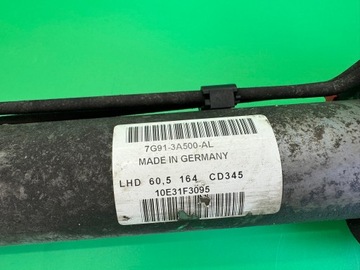 7G91-3A500-AL
MADE IN GERMANY
LHD 60,5 164 CD345
10E31F3095